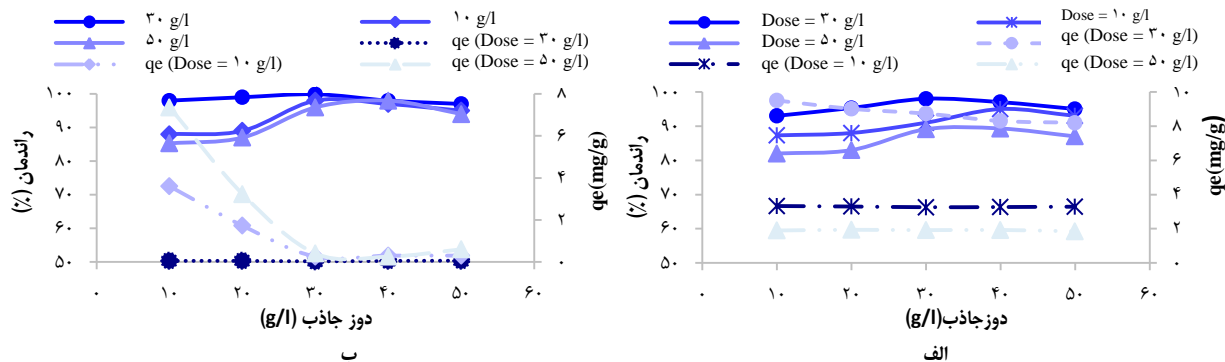 ۳۰ g/l
۱۰ g/l
۵۰ g/l
qe (Dose = ۳۰ g/l)
qe (Dose = ۱۰ g/l)
qe (Dose = ۵۰ g/l)
راندمان (%)
۱۰۰
۹۰
۸۰
۷۰
۶۰
۵۰
۸
۶
۴
۲
۰
qe(mg/g)
۰ ۱۰ ۲۰ ۳۰ ۴۰ ۵۰ ۶۰
دوز جاذب (g/l)
ب
Dose = ۳۰ g/l
Dose = ۱۰ g/l
Dose = ۵۰ g/l
qe (Dose = ۳۰ g/l)
qe (Dose = ۱۰ g/l)
qe (Dose = ۵۰ g/l)
راندمان (%)
۱۰۰
۹۰
۸۰
۷۰
۶۰
۵۰
۱۰
۸
۶
۴
۲
۰
qe(mg/g)
۰ ۱۰ ۲۰ ۳۰ ۴۰ ۵۰ ۶۰
دوزجاذب(g/l)
الف